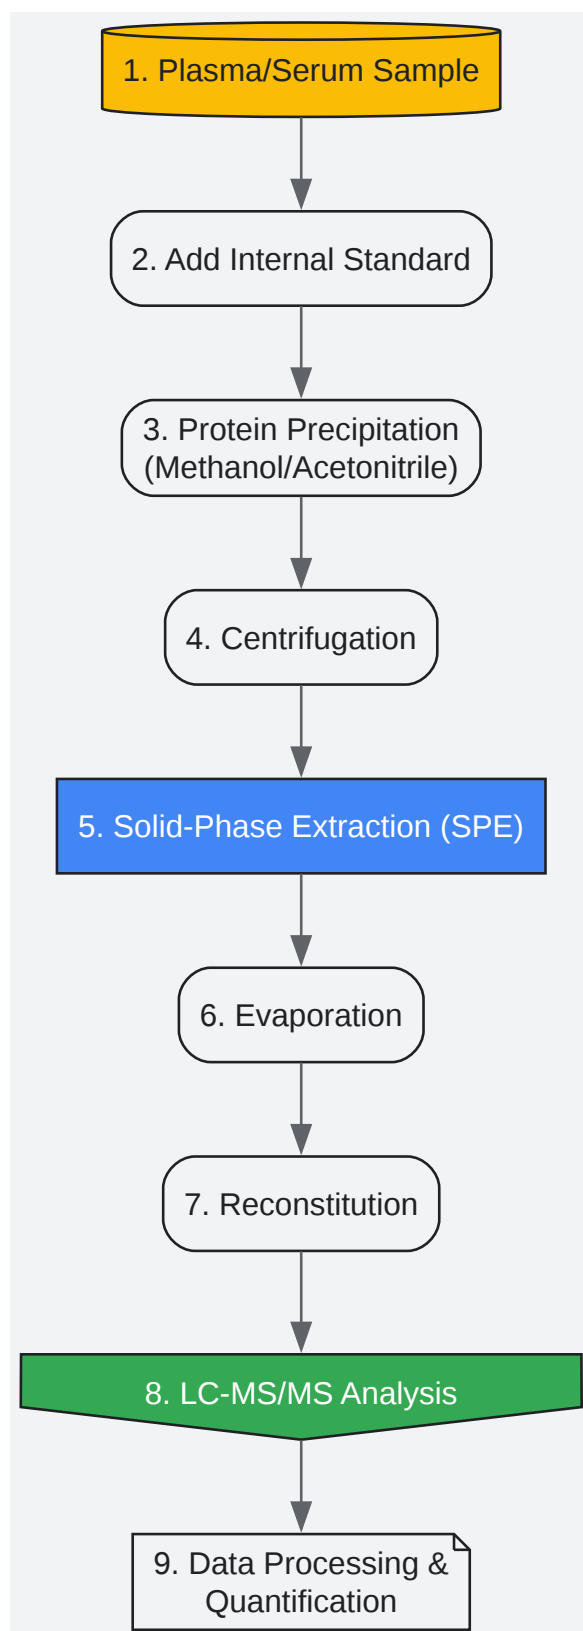 1. Plasma/Serum Sample
2. Add Internal Standard
3. Protein Precipitation
(Methanol/Acetonitrile)
4. Centrifugation
5. Solid-Phase Extraction (SPE)
6. Evaporation
7. Reconstitution
8. LC-MS/MS Analysis
9. Data Processing &
Quantification